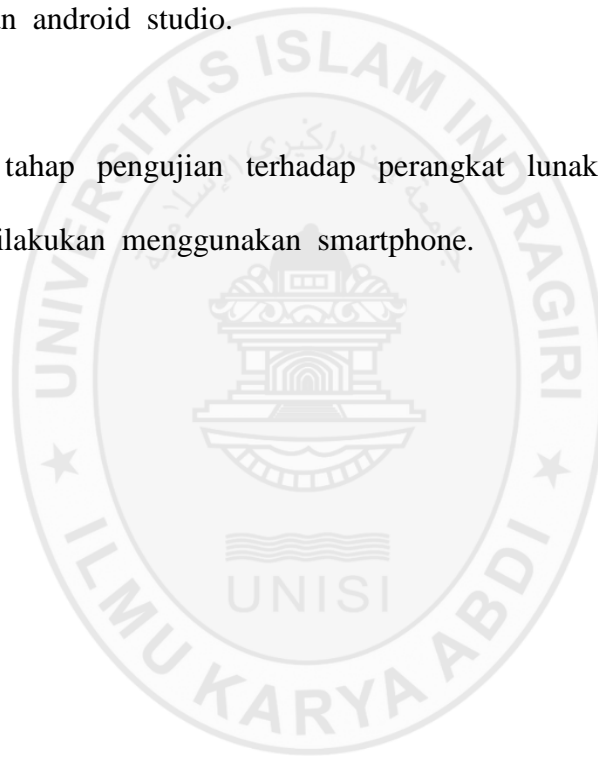 n android studio.
tahap pengujian terhadap perangkat lunak
ilakukan menggunakan smartphone.
UNIVERSITAS ISLAM INDRAGIRI
UNISI
ILMU KARYA ABDI